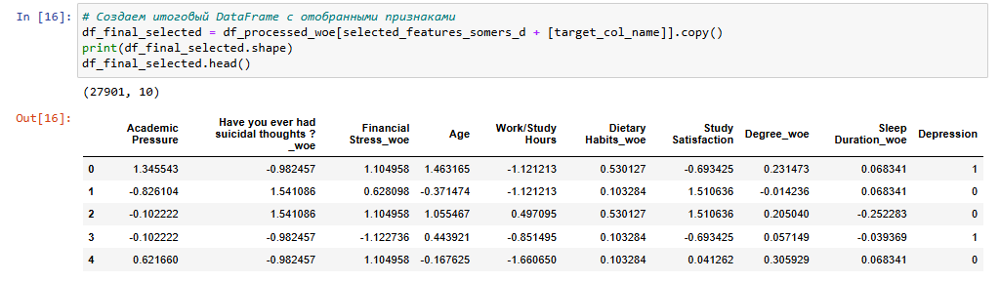 In [16]: # Создаем итоговый DataFrame с отобранными признаками
df_final_selected = df_processed_woe[selected_features_somers_d + [target_col_name]].copy()
print(df_final_selected.shape)
df_final_selected.head()
(27901, 10)
Out[16]:
Academic Pressure Have you ever had suicidal thoughts ?_woe Financial Stress_woe Age Work/Study Hours Dietary Habits_woe Study Satisfaction Degree_woe Sleep Duration_woe Depression
0 1.345543 -0.982457 1.104958 1.463165 -1.121213 0.530127 -0.693425 0.231473 0.068341 1
1 -0.826104 1.541086 0.628098 -0.371474 -1.121213 0.103284 1.510636 -0.014236 0.068341 0
2 -0.102222 1.541086 1.104958 1.055467 0.497095 0.530127 1.510636 0.205040 -0.252283 0
3 -0.102222 -0.982457 -1.122736 0.443921 -0.851495 0.103284 -0.693425 0.057149 -0.039369 1
4 0.621660 -0.982457 1.104958 -0.167625 -1.660650 0.103284 0.041262 0.305929 0.068341 0